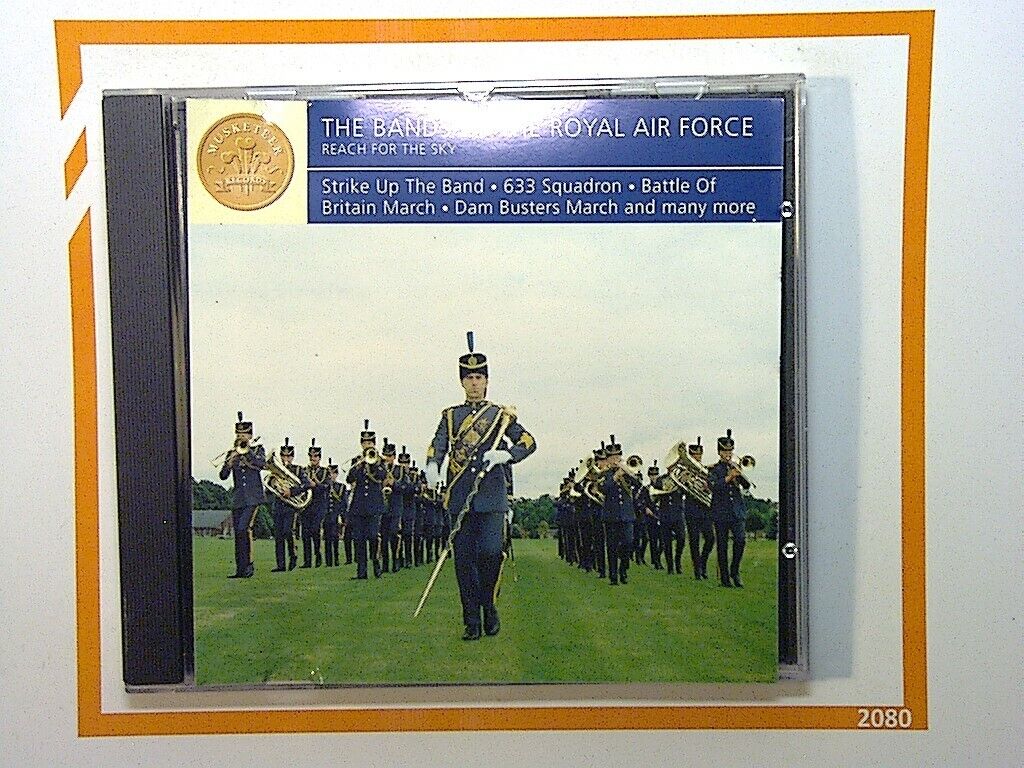 MUSKETEER
RECORDS
THE BANDS ROYAL AIR FORCE
REACH FOR THE SKY
Strike Up The Band • 633 Squadron • Battle Of
Britain March • Dam Busters March and many more
2080